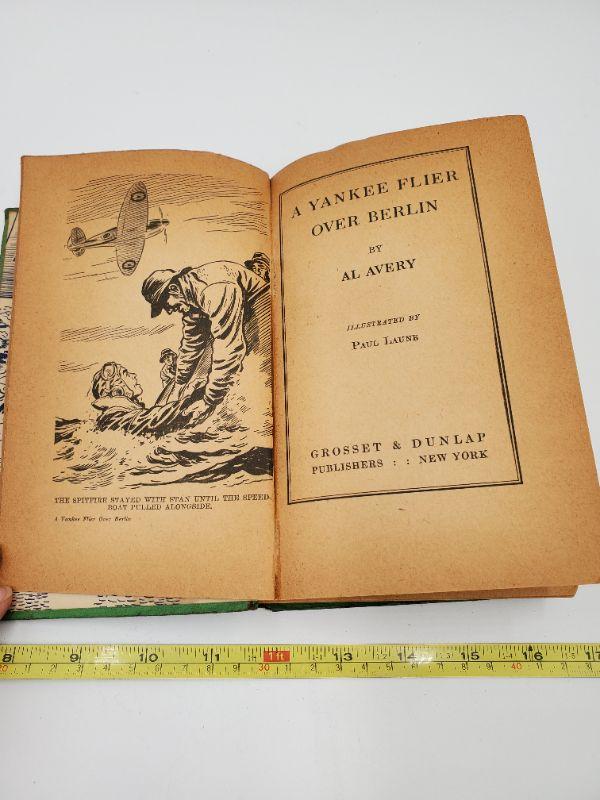 THE SPITFIRE STAYED WITH STAN UNTIL THE SPEED-
BOAT PULLED ALONGSIDE.
A Yankee Flier Over Berlin
A YANKEE FLIER
OVER BERLIN
BY
AL AVERY
ILLUSTRATED BY
PAUL LAUNE
GROSSET & DUNLAP
PUBLISHERS : : NEW YORK
8 9 10 11 1ft 13 14 15 16 17
30 40